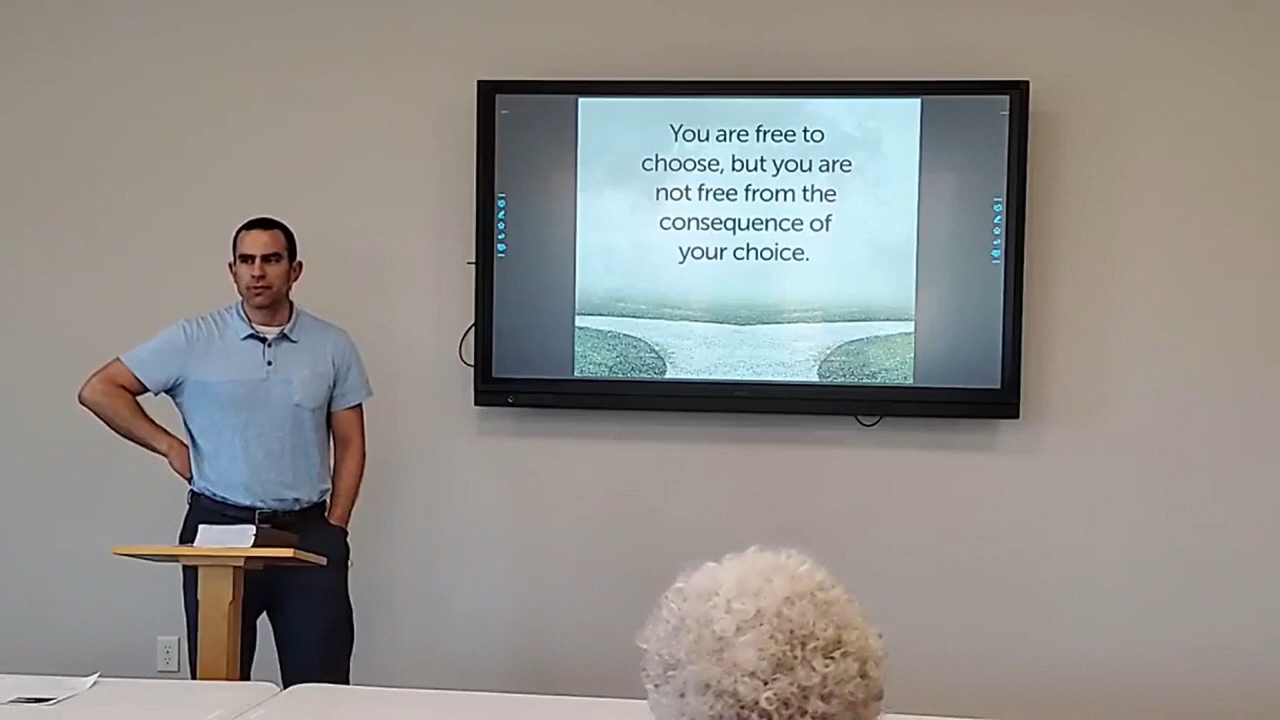 You are free to
choose, but you are
not free from the
consequence of
your choice.